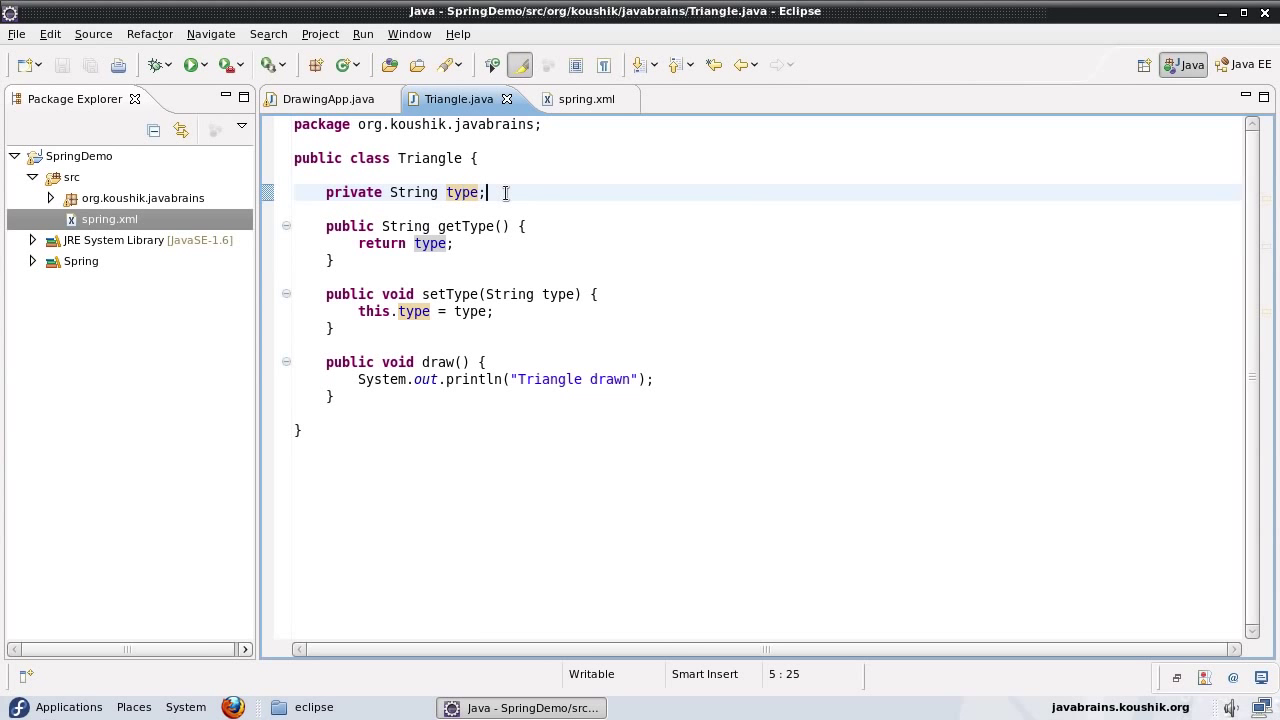 Java - SpringDemo/src/org/koushik/javabrains/Triangle.java - Eclipse
File Edit Source Refactor Navigate Search Project Run Window Help
Java Java EE
Package Explorer
DrawingApp.java Triangle.java spring.xml
SpringDemo
src
org.koushik.javabrains
spring.xml
JRE System Library [JavaSE-1.6]
Spring
package org.koushik.javabrains;
public class Triangle {
private String type;
public String getType() {
return type;
}
public void setType(String type) {
this.type = type;
}
public void draw() {
System.out.println("Triangle drawn");
}
}
Writable Smart Insert 5 : 25
Applications Places System eclipse Java - SpringDemo/src... javabrains.koushik.org